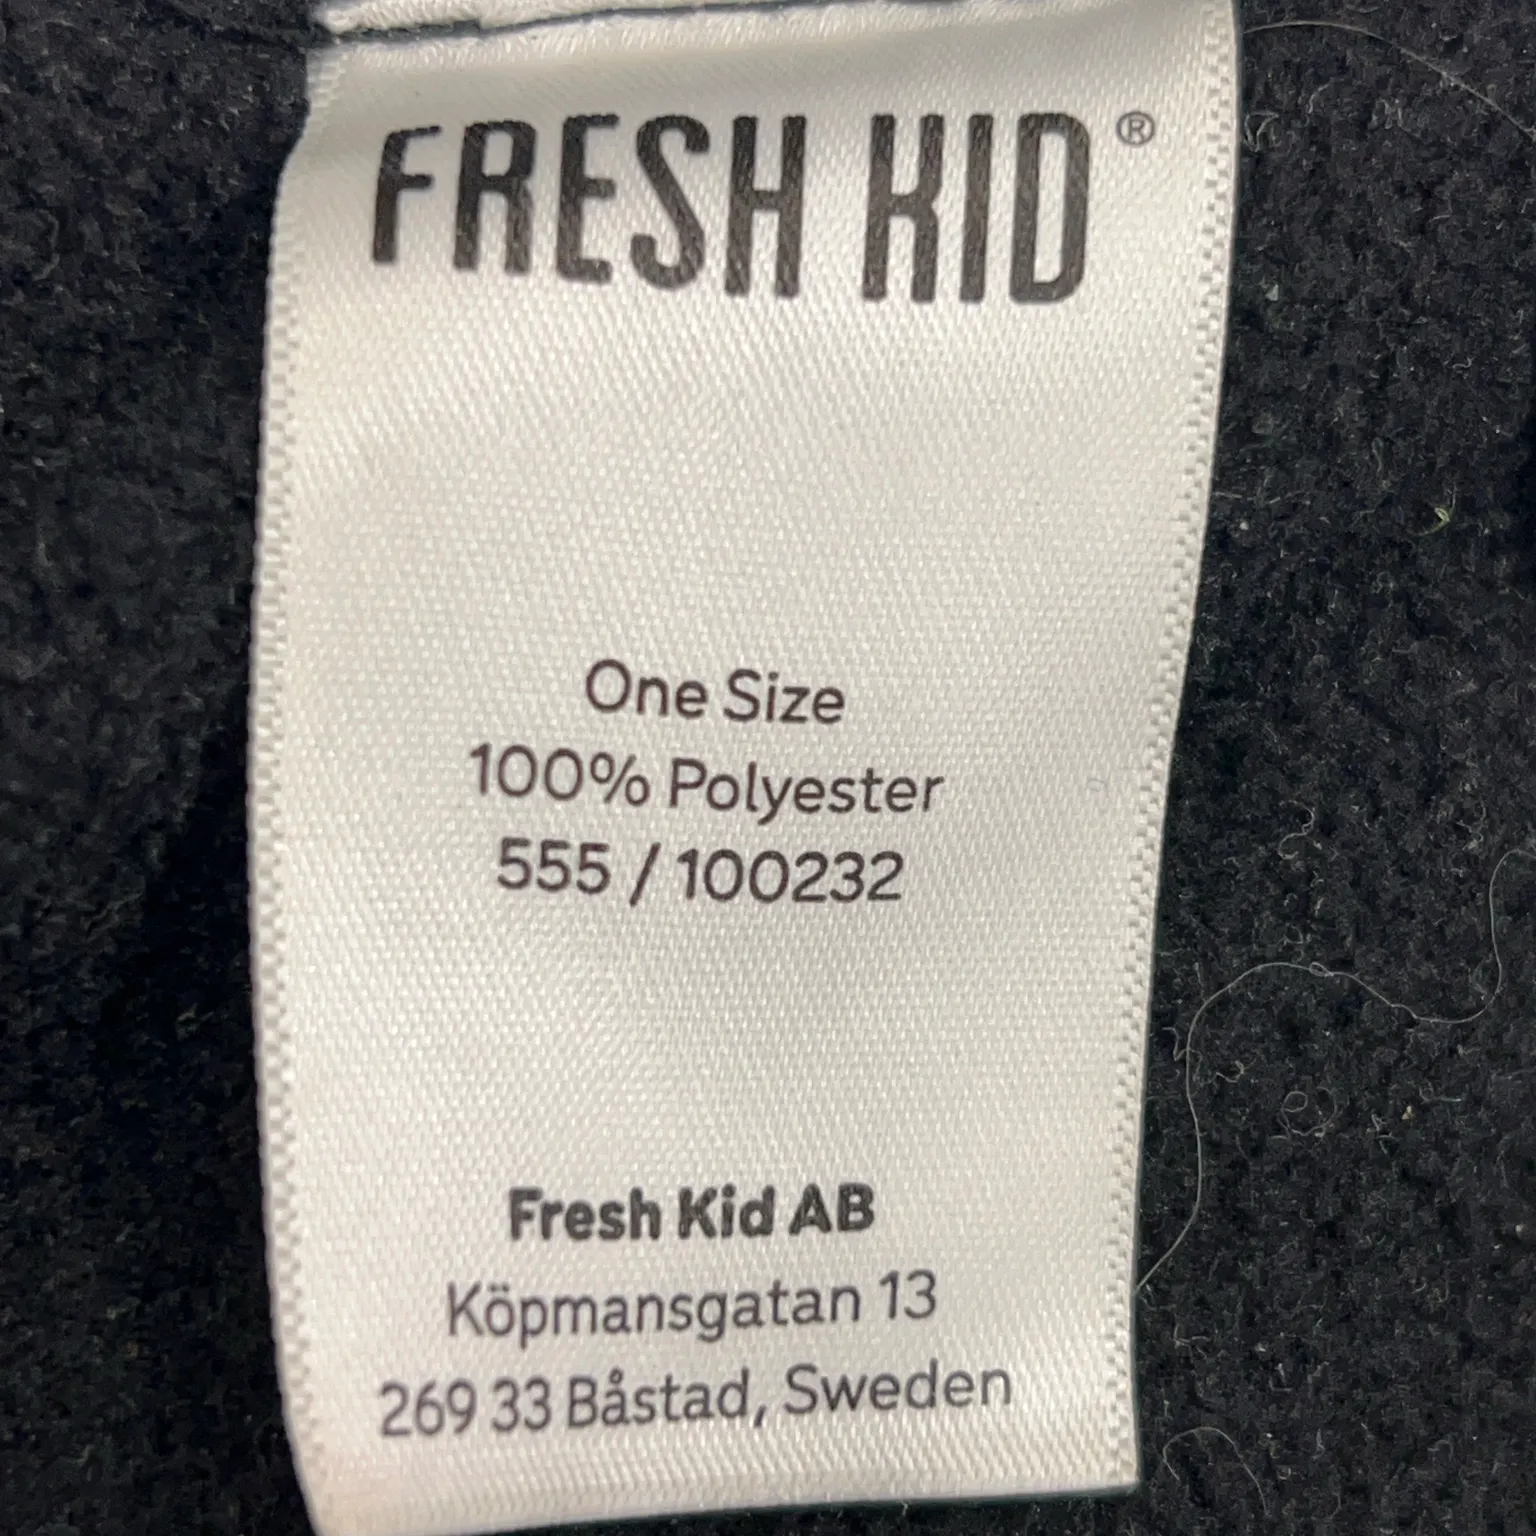 FRESH KID®
One Size
100% Polyester
555 / 100232
Fresh Kid AB
Köpmansgatan 13
269 33 Båstad, Sweden